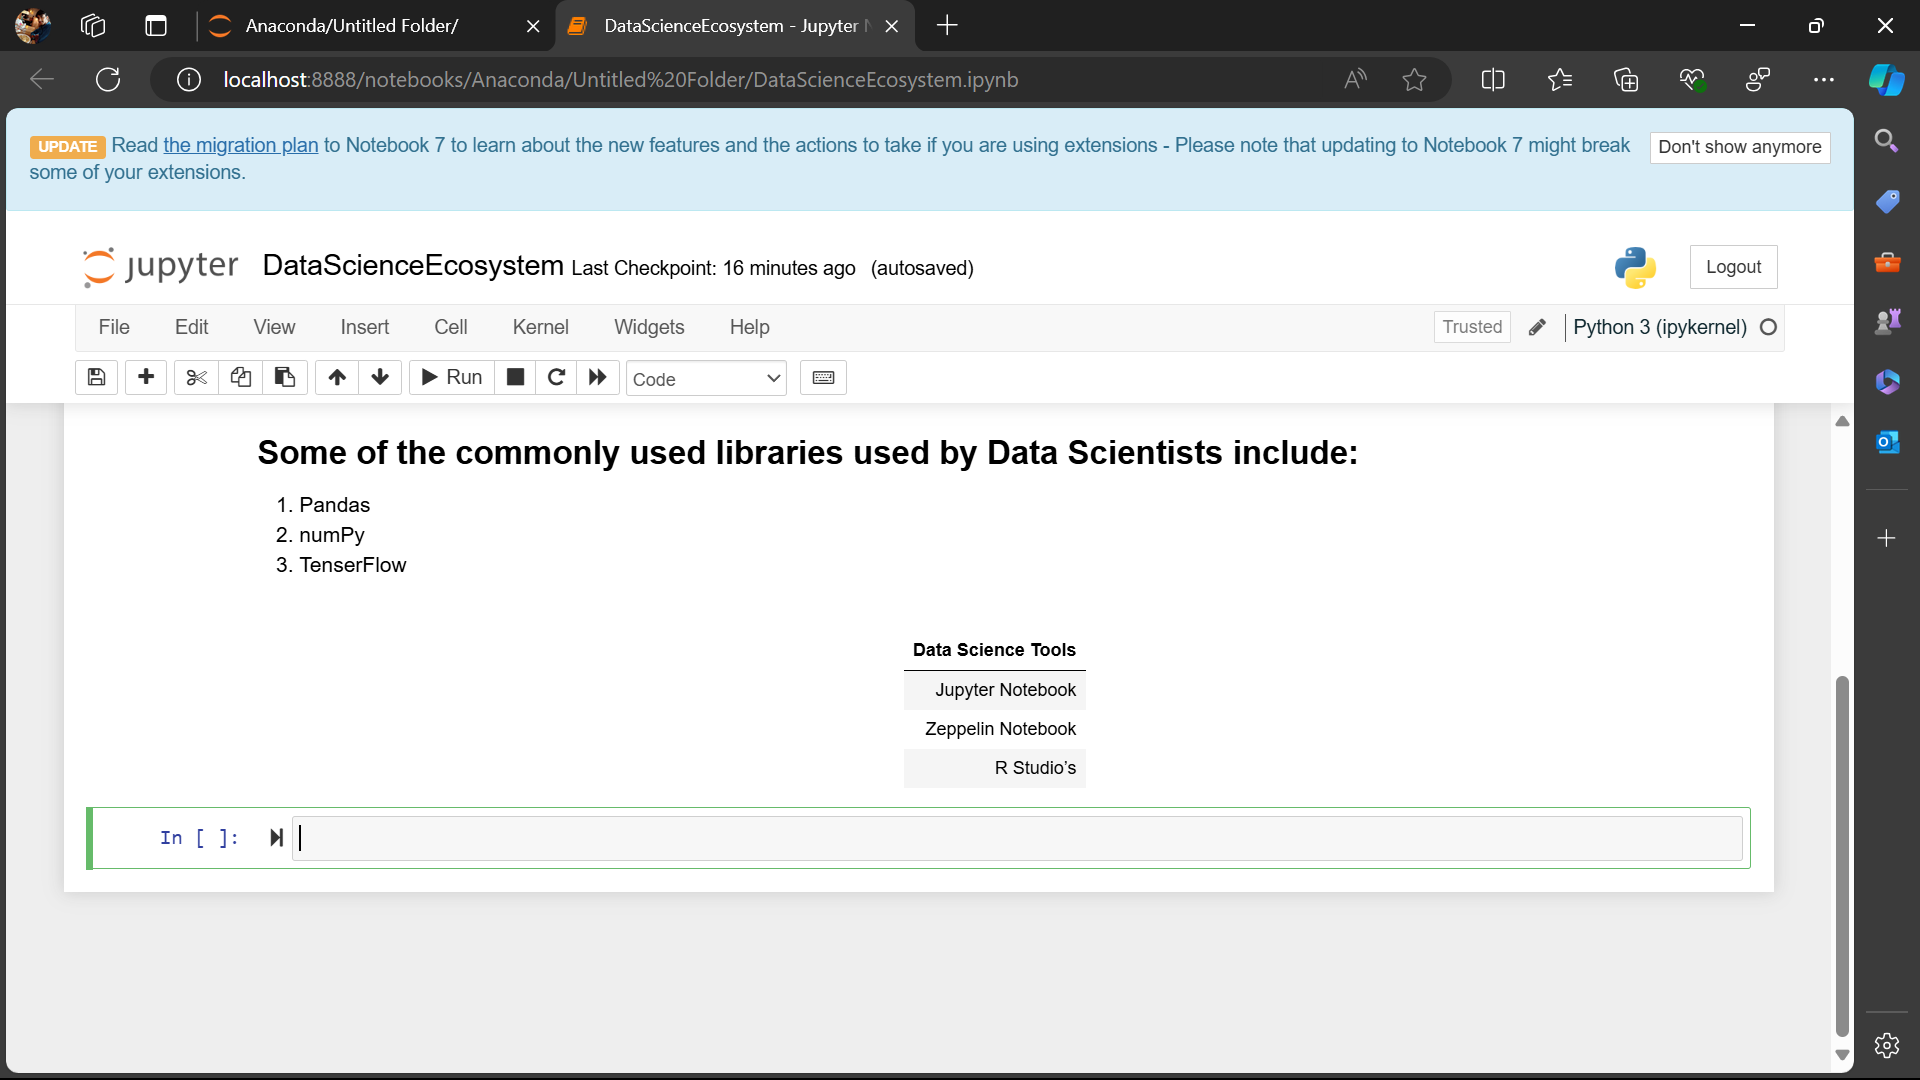 Anaconda/Untitled Folder/
DataScienceEcosystem - Jupyter N
localhost:8888/notebooks/Anaconda/Untitled%20Folder/DataScienceEcosystem.ipynb
UPDATE Read the migration plan to Notebook 7 to learn about the new features and the actions to take if you are using extensions - Please note that updating to Notebook 7 might break
some of your extensions.
Don't show anymore
jupyter DataScienceEcosystem Last Checkpoint: 16 minutes ago (autosaved)
Logout
File Edit View Insert Cell Kernel Widgets Help
Trusted Python 3 (ipykernel)
Run Code
Some of the commonly used libraries used by Data Scientists include:
1. Pandas
2. numPy
3. TenserFlow
Data Science Tools
Jupyter Notebook
Zeppelin Notebook
R Studio’s
In [ ]: